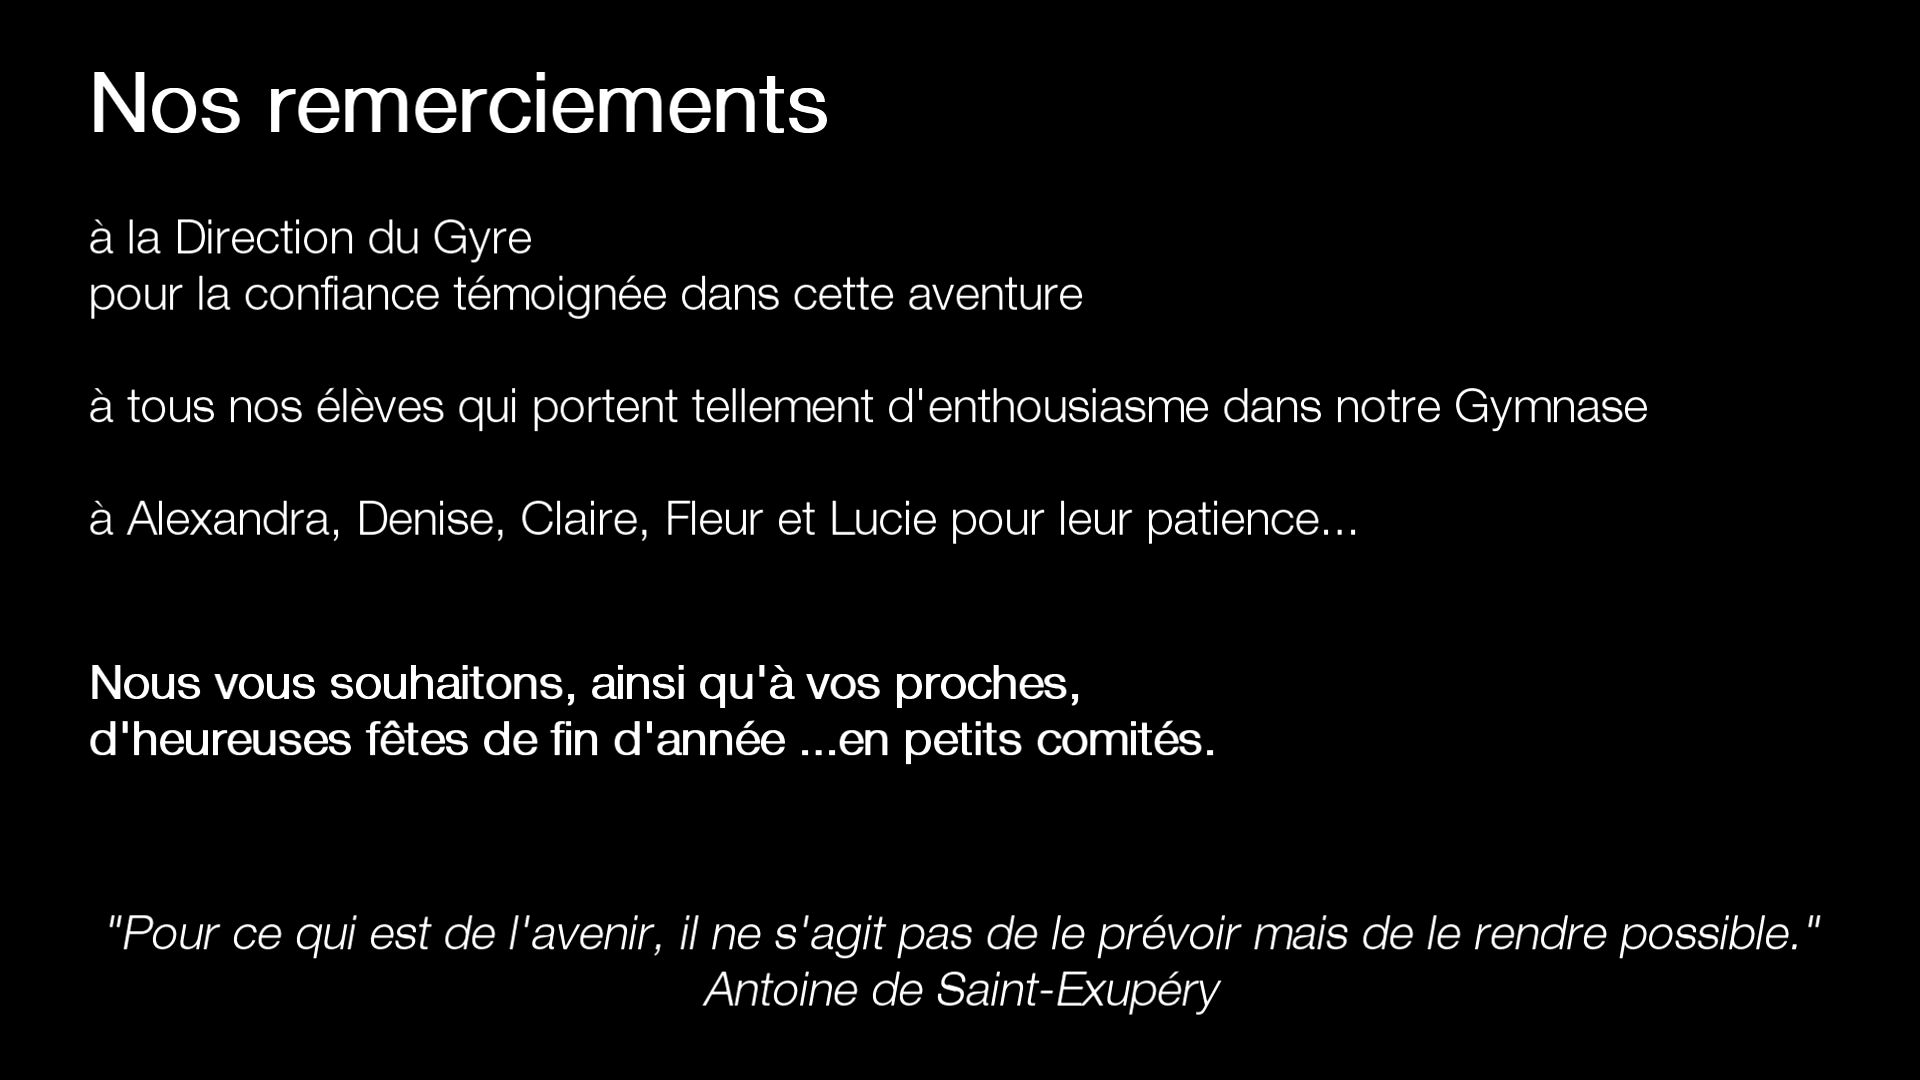 Nos remerciements
à la Direction du Gyre
pour la confiance témoignée dans cette aventure
à tous nos élèves qui portent tellement d'enthousiasme dans notre Gymnase
à Alexandra, Denise, Claire, Fleur et Lucie pour leur patience...
Nous vous souhaitons, ainsi qu'à vos proches,
d'heureuses fêtes de fin d'année ...en petits comités.
"Pour ce qui est de l'avenir, il ne s'agit pas de le prévoir mais de le rendre possible."
Antoine de Saint-Exupéry